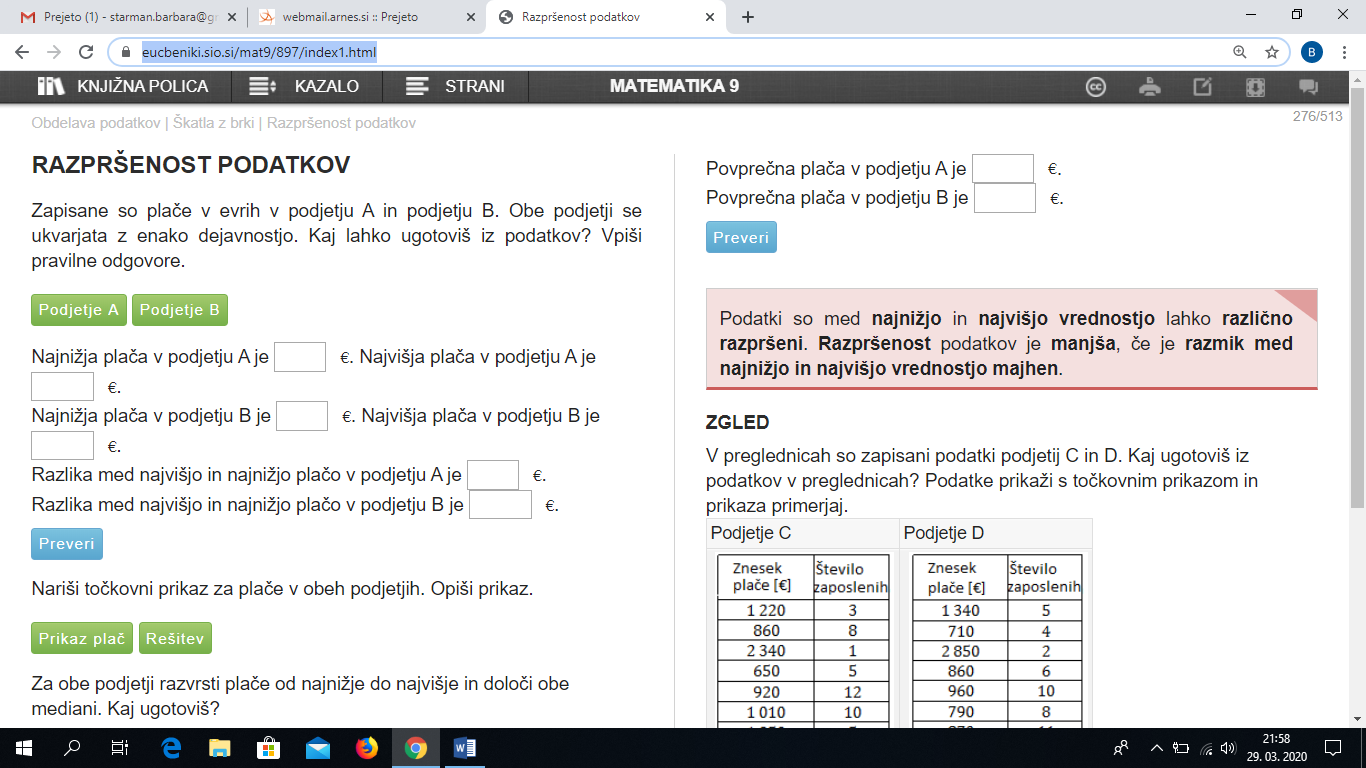 Prejeto (1) - starman.barbara@gr
webmail.arnes.si :: Prejeto
Razpršenost podatkov
eucbeniki.sio.si/mat9/897/index1.html
B
KNJIŽNA POLICA
KAZALO
STRANI
MATEMATIKA 9
cc
Obdelava podatkov | Škatla z brki | Razpršenost podatkov
276/513
RAZPRŠENOST PODATKOV
Zapisane so plače v evrih v podjetju A in podjetju B. Obe podjetji se
ukvarjata z enako dejavnostjo. Kaj lahko ugotoviš iz podatkov? Vpiši
pravilne odgovore.
Podjetje A
Podjetje B
Najnižja plača v podjetju A je €. Najvišja plača v podjetju A je
€.
Najnižja plača v podjetju B je €. Najvišja plača v podjetju B je
€.
Razlika med najvišjo in najnižjo plačo v podjetju A je €.
Razlika med najvišjo in najnižjo plačo v podjetju B je €.
Preveri
Nariši točkovni prikaz za plače v obeh podjetjih. Opiši prikaz.
Prikaz plač
Rešitev
Za obe podjetji razvrsti plače od najnižje do najvišje in določi obe
mediani. Kaj ugotoviš?
Povprečna plača v podjetju A je €.
Povprečna plača v podjetju B je €.
Preveri
Podatki so med najnižjo in najvišjo vrednostjo lahko različno
razpršeni. Razpršenost podatkov je manjša, če je razmik med
najnižjo in najvišjo vrednostjo majhen.
ZGLED
V preglednicah so zapisani podatki podjetij C in D. Kaj ugotoviš iz
podatkov v preglednicah? Podatke prikaži s točkovnim prikazom in
prikaza primerjaj.
Podjetje C
Podjetje D
Znesek plače [€] Število zaposlenih
1 220 3
860 8
2 340 1
650 5
920 12
1 010 10
Znesek plače [€] Število zaposlenih
1 340 5
710 4
2 850 2
860 6
960 10
790 8
21:58
29. 03. 2020